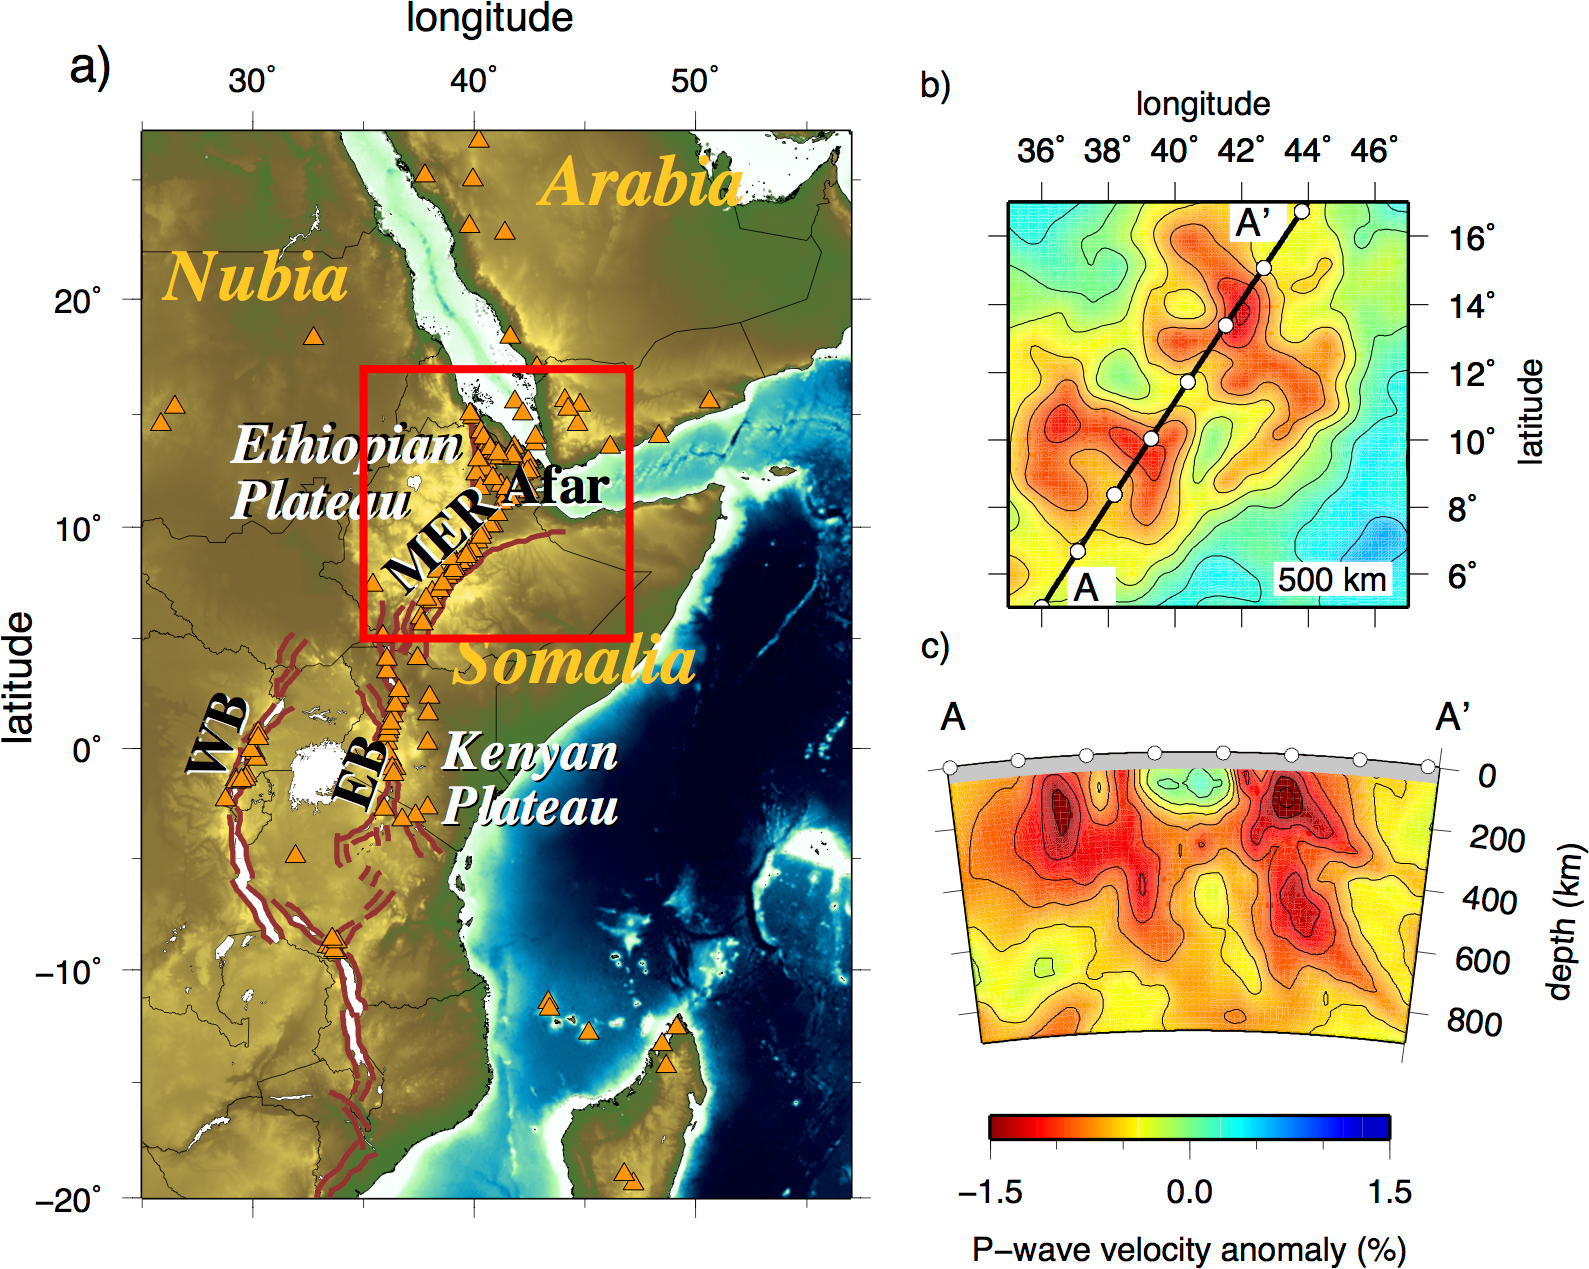 longitude
a)
30° 40° 50°
20°
10°
0°
−10°
−20°
latitude
Arabia
Nubia
Ethiopian
Plateau
Afar
MER
Somalia
WB
EB
Kenyan
Plateau
b)
longitude
36° 38° 40° 42° 44° 46°
A’
16°
14°
12°
10°
8°
6°
latitude
A
500 km
c)
A A’
0
200
400
600
800
depth (km)
−1.5 0.0 1.5
P−wave velocity anomaly (%)